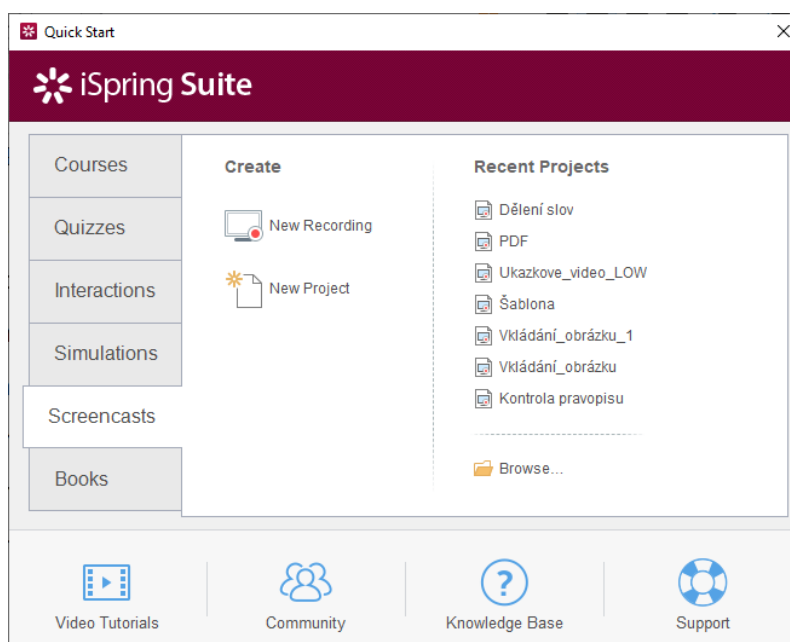 Quick Start
iSpring Suite
Courses
Quizzes
Interactions
Simulations
Screencasts
Books
Create
New Recording
New Project
Recent Projects
Dělení slov
PDF
Ukazkove_video_LOW
Šablona
Vkládání_obrázku_1
Vkládání_obrázku
Kontrola pravopisu
Browse...
Video Tutorials
Community
Knowledge Base
Support